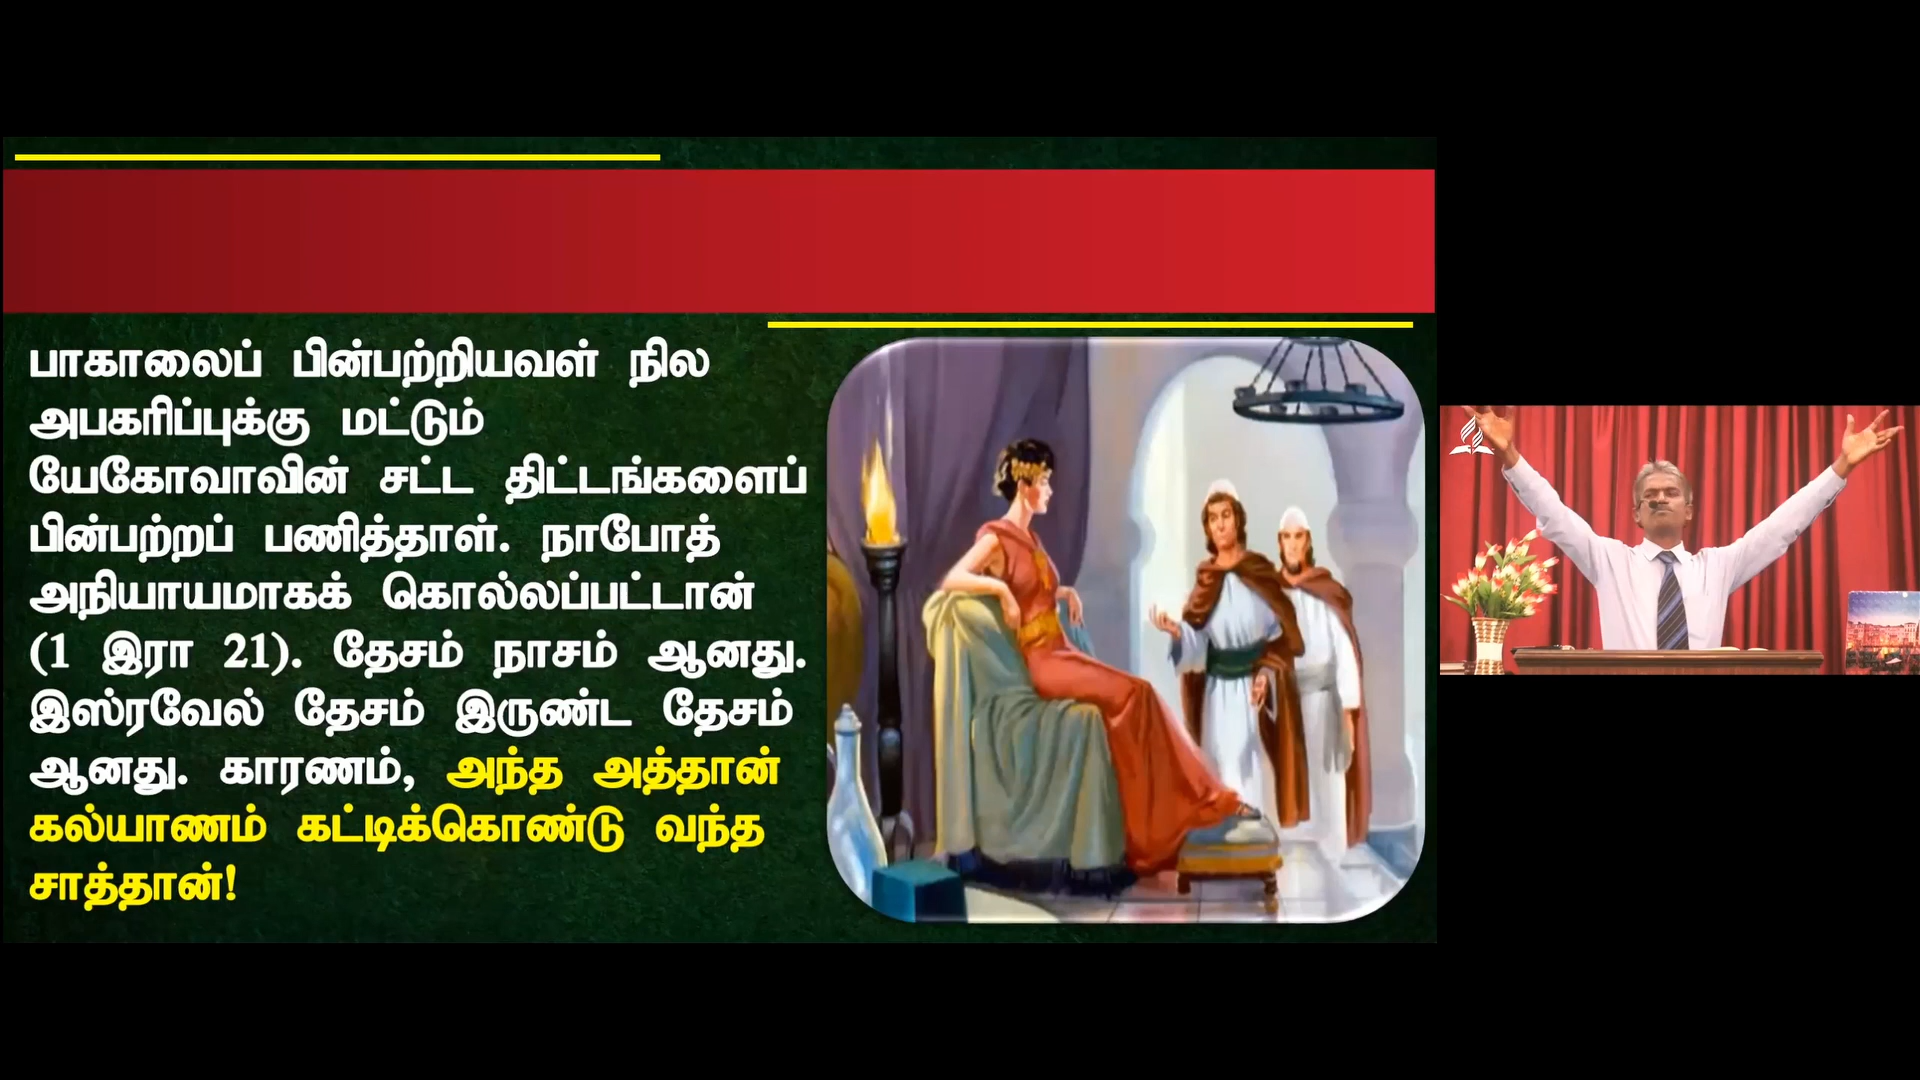 பாகாலைப் பின்பற்றியவள் நில
அபகரிப்புக்கு மட்டும்
யேகோவாவின் சட்ட திட்டங்களைப்
பின்பற்றப் பணித்தாள். நாபோத்
அநியாயமாகக் கொல்லப்பட்டான்
(1 இரா 21). தேசம் நாசம் ஆனது.
இஸ்ரவேல் தேசம் இருண்ட தேசம்
ஆனது. காரணம், அந்த அத்தான்
கல்யாணம் கட்டிக்கொண்டு வந்த
சாத்தான்!